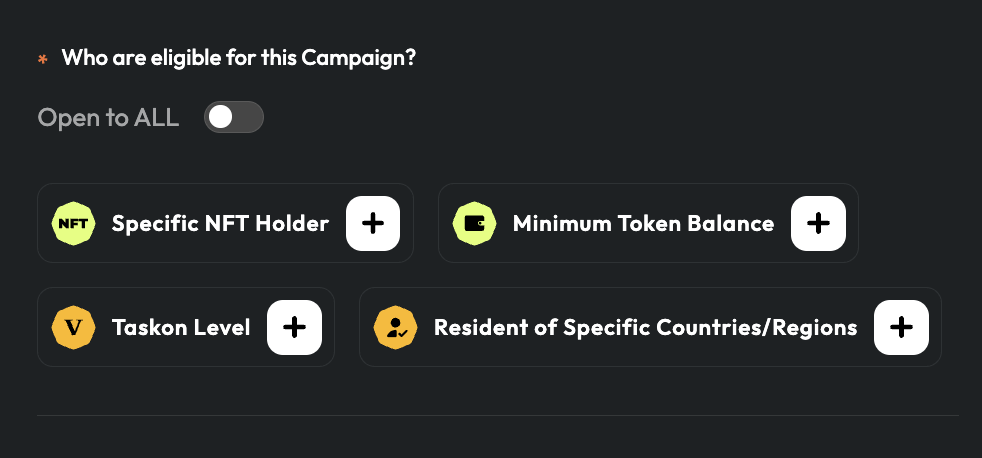 * Who are eligible for this Campaign?
Open to ALL
NFT Specific NFT Holder + Minimum Token Balance +
V Taskon Level + Resident of Specific Countries/Regions +